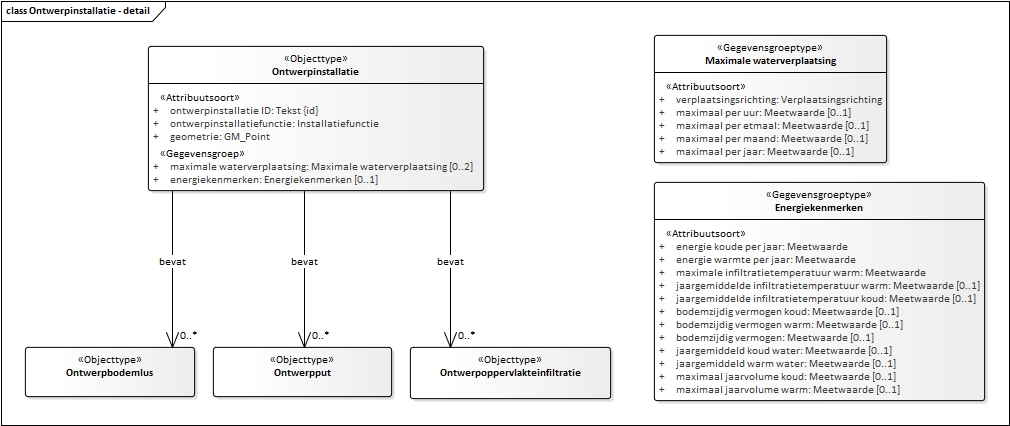 class Ontwerpinstallatie - detail
«Objecttype»
Ontwerpinstallatie
«Attribuutsoort»
+ ontwerpinstallatie ID: Tekst {id}
+ ontwerpinstallatiefunctie: Installatiefunctie
+ geometrie: GM_Point
«Gegevensgroep»
+ maximale waterverplaatsing: Maximale waterverplaatsing [0..2]
+ energiekenmerken: Energiekenmerken [0..1]
«Gegevensgroeptype»
Maximale waterverplaatsing
«Attribuutsoort»
+ verplaatsingsrichting: Verplaatsingsrichting
+ maximaal per uur: Meetwaarde [0..1]
+ maximaal per etmaal: Meetwaarde [0..1]
+ maximaal per maand: Meetwaarde [0..1]
+ maximaal per jaar: Meetwaarde [0..1]
«Gegevensgroeptype»
Energiekenmerken
«Attribuutsoort»
+ energie koude per jaar: Meetwaarde
+ energie warmte per jaar: Meetwaarde
+ maximale infiltratietemperatuur warm: Meetwaarde
+ jaargemiddelde infiltratietemperatuur warm: Meetwaarde [0..1]
+ jaargemiddelde infiltratietemperatuur koud: Meetwaarde [0..1]
+ bodemzijdig vermogen koud: Meetwaarde [0..1]
+ bodemzijdig vermogen warm: Meetwaarde [0..1]
+ bodemzijdig vermogen: Meetwaarde [0..1]
+ jaargemiddeld koud water: Meetwaarde [0..1]
+ jaargemiddeld warm water: Meetwaarde [0..1]
+ maximaal jaarvolume koud: Meetwaarde [0..1]
+ maximaal jaarvolume warm: Meetwaarde [0..1]
bevat
bevat
bevat
0..*
0..*
0..*
«Objecttype»
Ontwerpbodemlus
«Objecttype»
Ontwerpput
«Objecttype»
Ontwerpoppervlakteinfiltratie